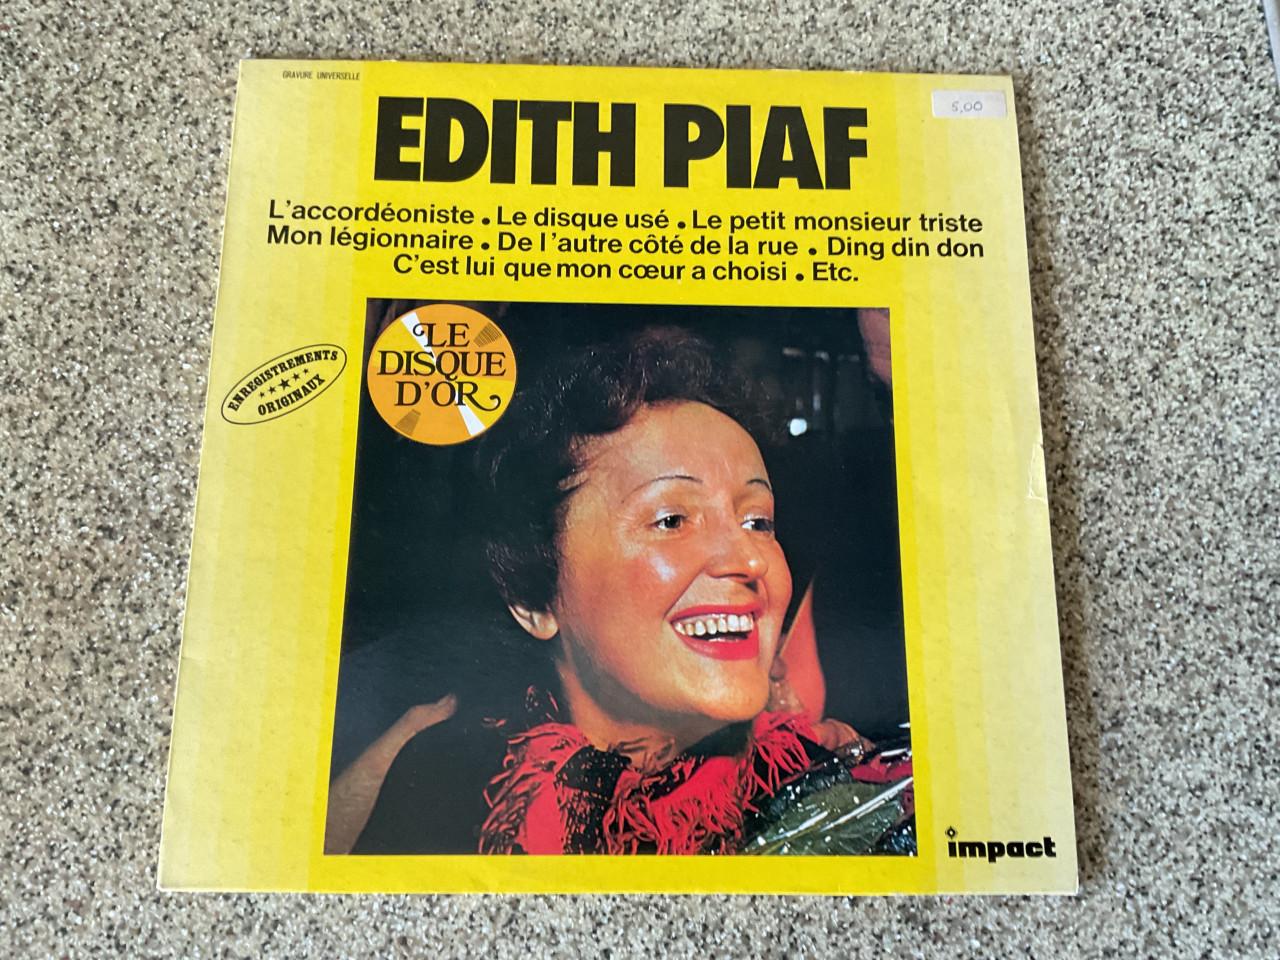 GRAVURE UNIVERSELLE
5,00
EDITH PIAF
L'accordéoniste • Le disque usé • Le petit monsieur triste
Mon légionnaire • De l'autre côté de la rue • Ding din don
C'est lui que mon cœur a choisi • Etc.
LE
DISQUE
D'OR
ENREGISTREMENTS
ORIGINAUX
impact